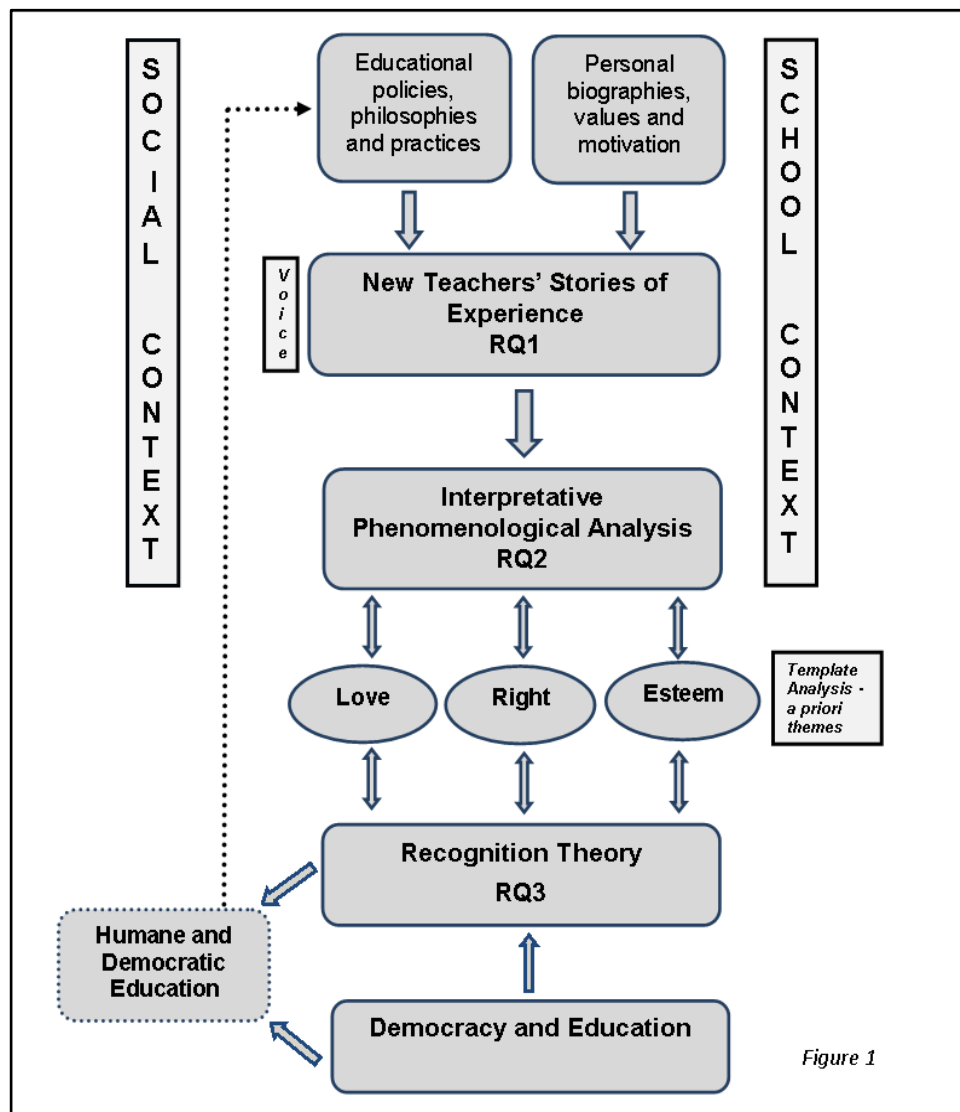 SOCIAL CONTEXT
Educational
policies,
philosophies
and practices
Personal
biographies,
values and
motivation
SCHOOL CONTEXT
Voice
New Teachers' Stories of
Experience
RQ1
Interpretative
Phenomenological Analysis
RQ2
Love
Right
Esteem
Template
Analysis -
a priori
themes
Recognition Theory
RQ3
Humane and
Democratic
Education
Democracy and Education
Figure 1